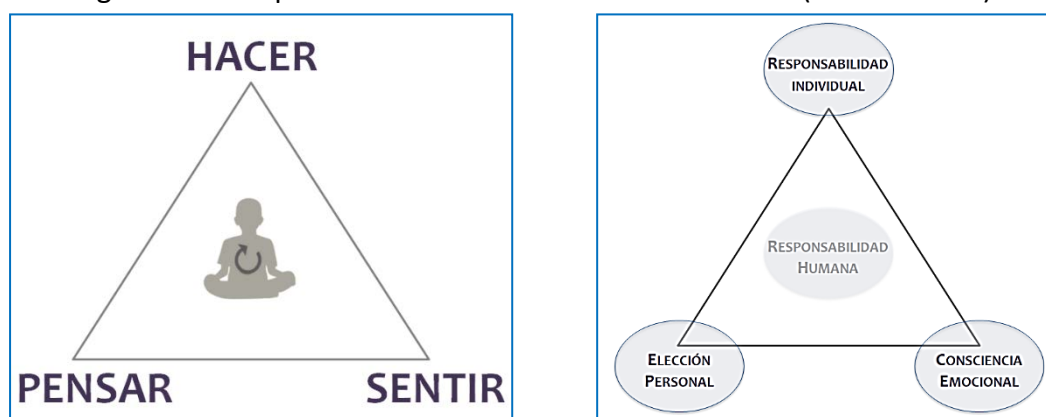 HACER
PENSAR SENTIR
RESPONSABILIDAD
INDIVIDUAL
RESPONSABILIDAD
HUMANA
ELECCIÓN
PERSONAL
CONSCIENCIA
EMOCIONAL